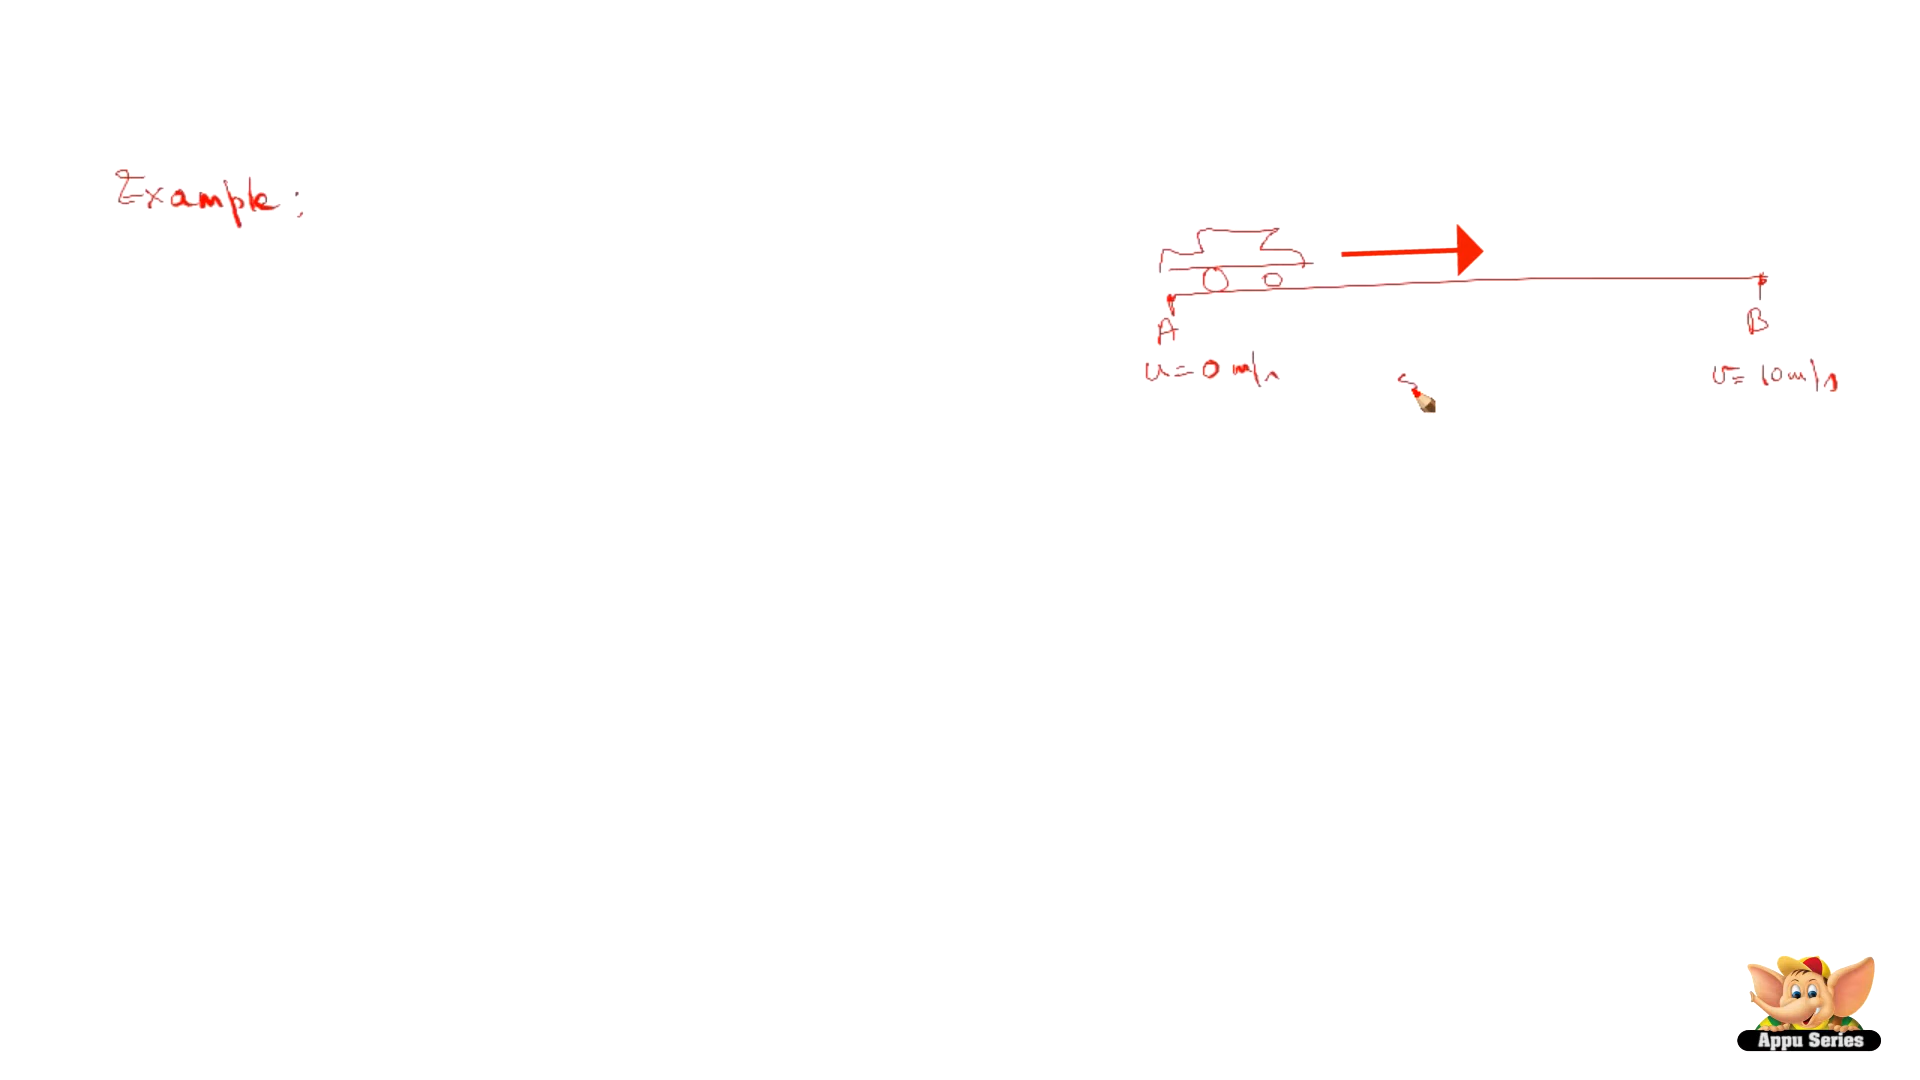 Example:
A
B
u = 0 m/s
v = 10 m/s
Appu Series